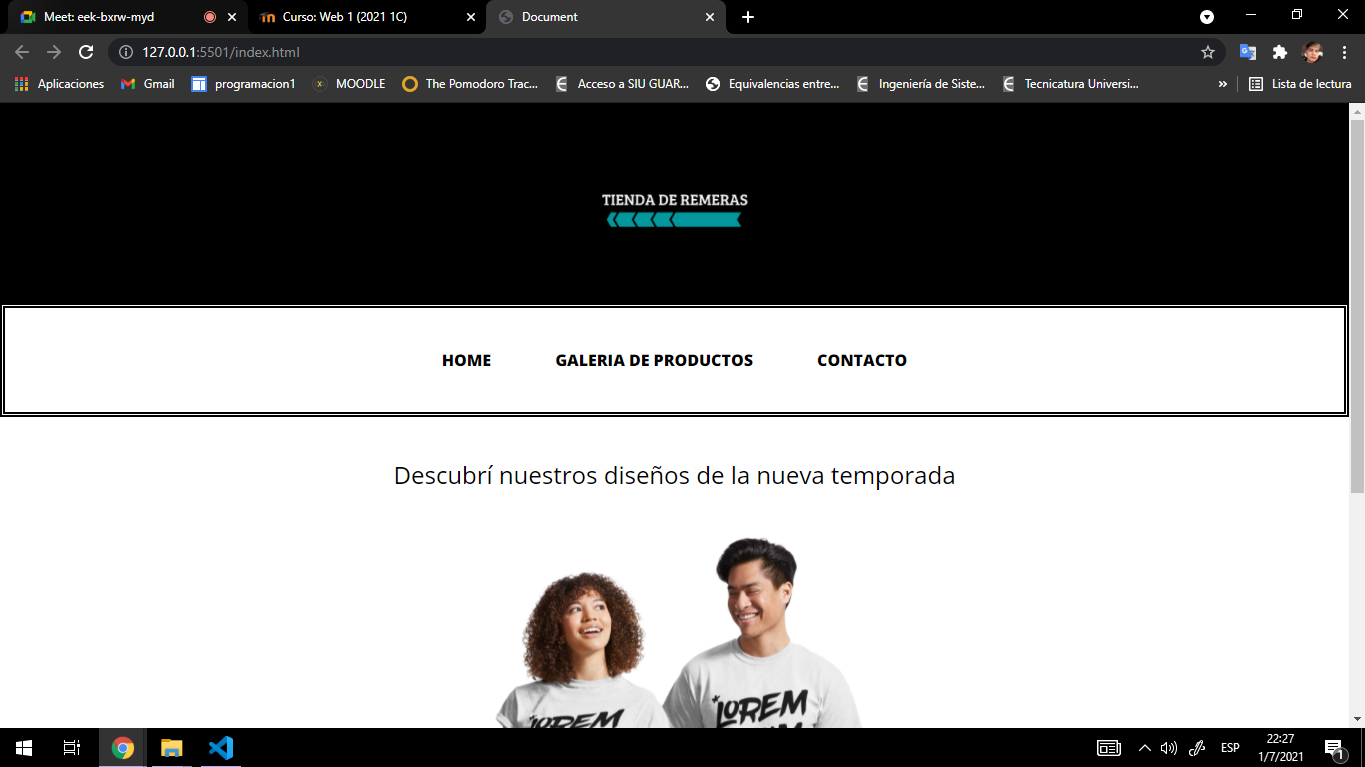 Meet: eek-bxrw-myd
Curso: Web 1 (2021 1C)
Document
127.0.0.1:5501/index.html
Aplicaciones
Gmail
programacion1
MOODLE
The Pomodoro Trac...
Acceso a SIU GUAR...
Equivalencias entre...
Ingeniería de Siste...
Tecnicatura Universi...
»
Lista de lectura
TIENDA DE REMERAS
HOME
GALERIA DE PRODUCTOS
CONTACTO
Descubrí nuestros diseños de la nueva temporada
LOREM
LOREM
ESP
22:27
1/7/2021
1